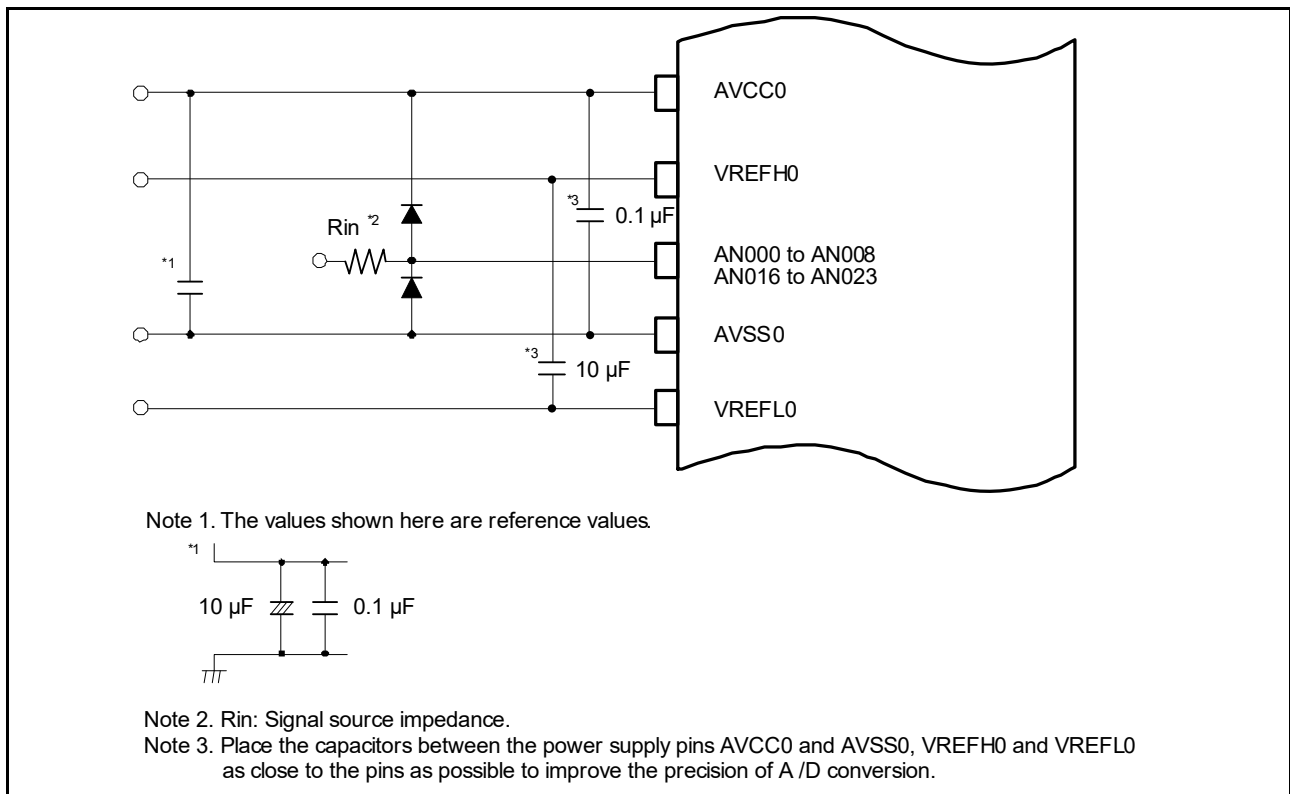 AVCC0
VREFH0
*3 0.1 µF
Rin *2
AN000 to AN008
AN016 to AN023
*1
AVSS0
*3 10 µF
VREFL0
Note 1. The values shown here are reference values.
*1
10 µF 0.1 µF
Note 2. Rin: Signal source impedance.
Note 3. Place the capacitors between the power supply pins AVCC0 and AVSS0, VREFH0 and VREFL0
as close to the pins as possible to improve the precision of A /D conversion.